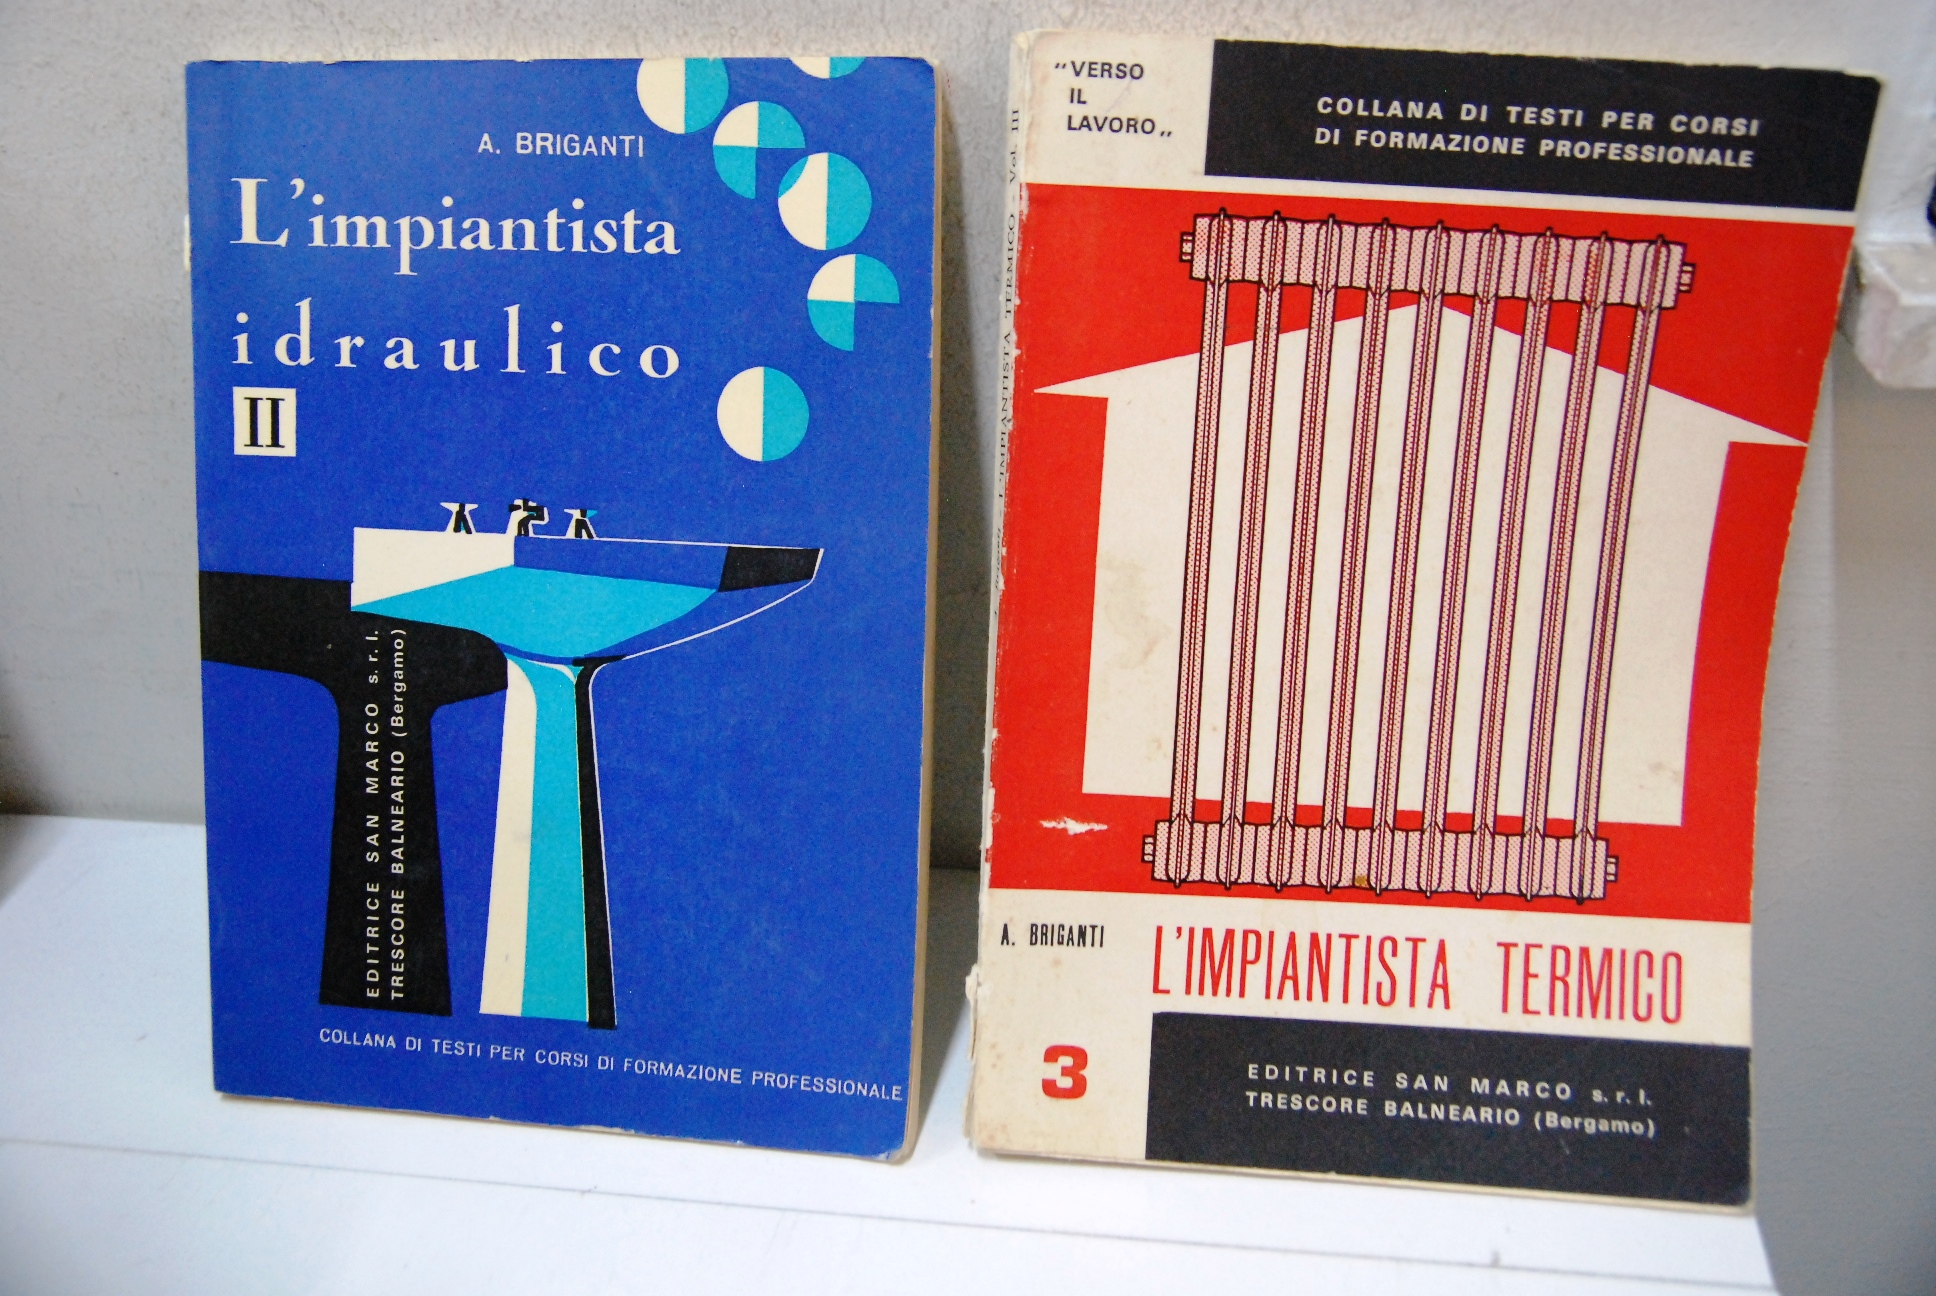 A. BRIGANTI
L'impiantista
idraulico
II
EDITRICE SAN MARCO s. r. l.
TRESCORE BALNEARIO (Bergamo)
COLLANA DI TESTI PER CORSI DI FORMAZIONE PROFESSIONALE
L'IMPIANTISTA TERMICO - Vol. III
"VERSO
IL
LAVORO„
COLLANA DI TESTI PER CORSI
DI FORMAZIONE PROFESSIONALE
A. BRIGANTI
L'IMPIANTISTA TERMICO
3
EDITRICE SAN MARCO s. r. l.
TRESCORE BALNEARIO (Bergamo)